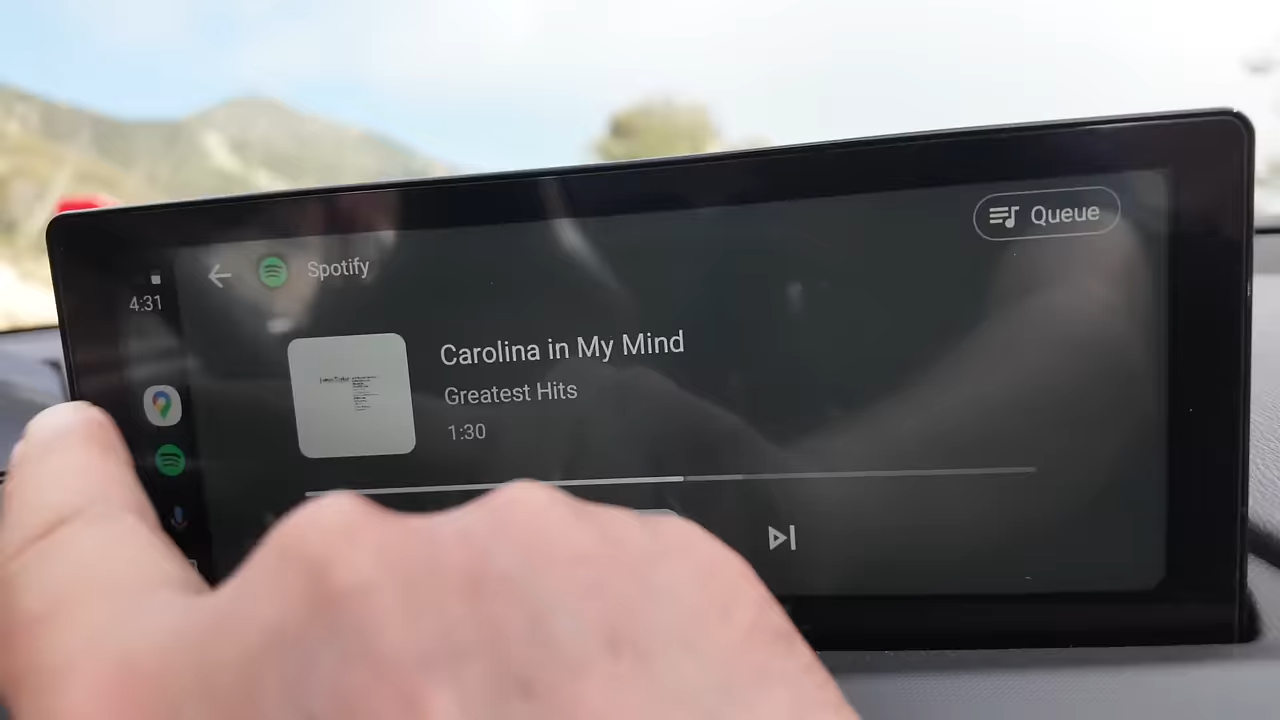 Queue
Spotify
4:31
Carolina in My Mind
Greatest Hits
1:30